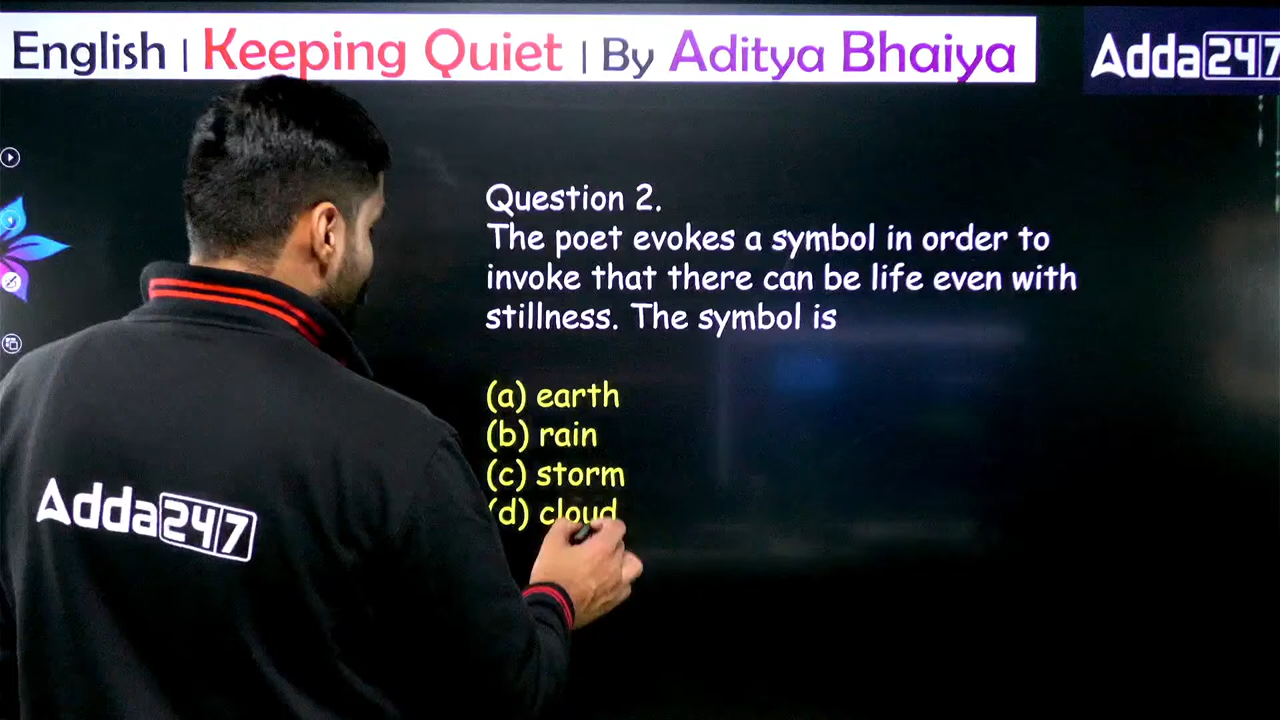 English | Keeping Quiet | By Aditya Bhaiya
Adda247
Question 2.
The poet evokes a symbol in order to
invoke that there can be life even with
stillness. The symbol is
(a) earth
(b) rain
(c) storm
(d) cloud
Adda247